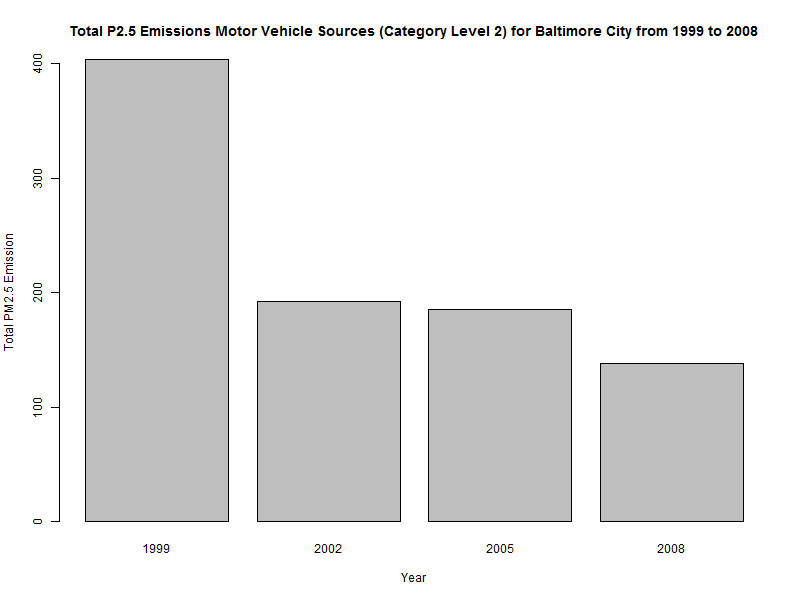 Total P2.5 Emissions Motor Vehicle Sources (Category Level 2) for Baltimore City from 1999 to 2008
Total PM2.5 Emission
400
300
200
100
0
1999 2002 2005 2008
Year